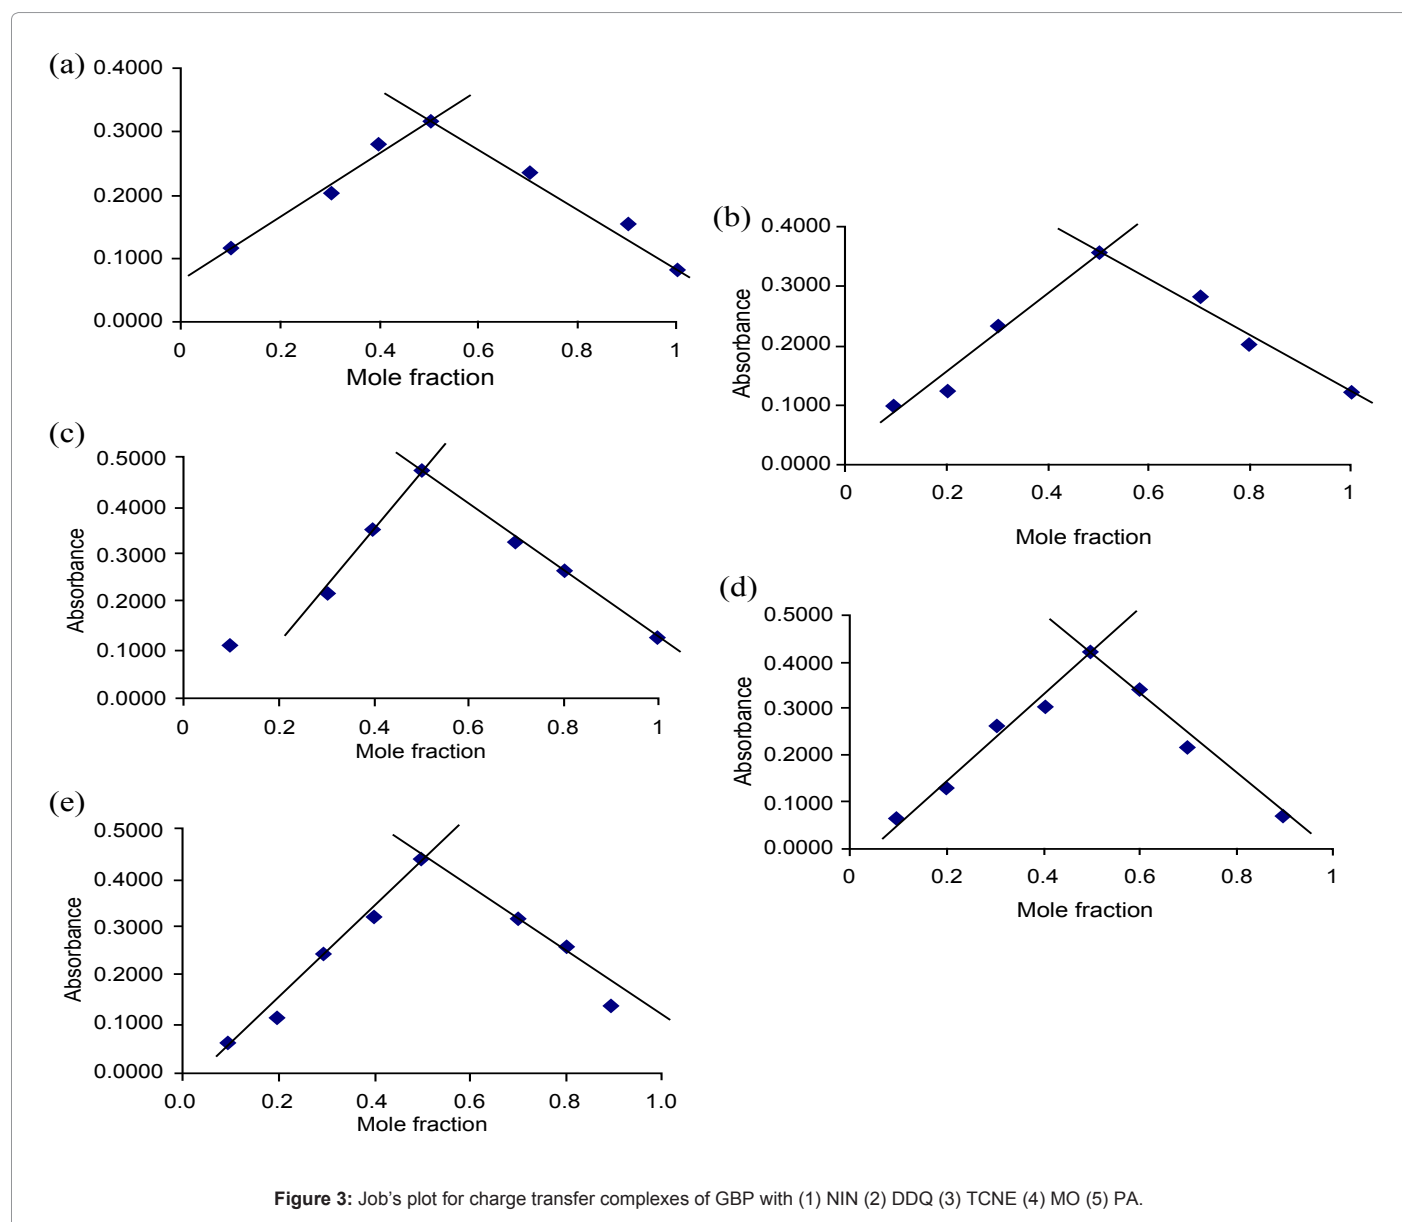 (a)
0.4000
0.3000
0.2000
0.1000
0.0000
0 0.2 0.4 0.6 0.8 1
Mole fraction
(b)
0.4000
0.3000
0.2000
0.1000
0.0000
Absorbance
0 0.2 0.4 0.6 0.8 1
Mole fraction
(c)
0.5000
0.4000
0.3000
0.2000
0.1000
0.0000
Absorbance
0 0.2 0.4 0.6 0.8 1
Mole fraction
(d)
0.5000
0.4000
0.3000
0.2000
0.1000
0.0000
Absorbance
0 0.2 0.4 0.6 0.8 1
Mole fraction
(e)
0.5000
0.4000
0.3000
0.2000
0.1000
0.0000
Absorbance
0.0 0.2 0.4 0.6 0.8 1.0
Mole fraction
Figure 3: Job's plot for charge transfer complexes of GBP with (1) NIN (2) DDQ (3) TCNE (4) MO (5) PA.